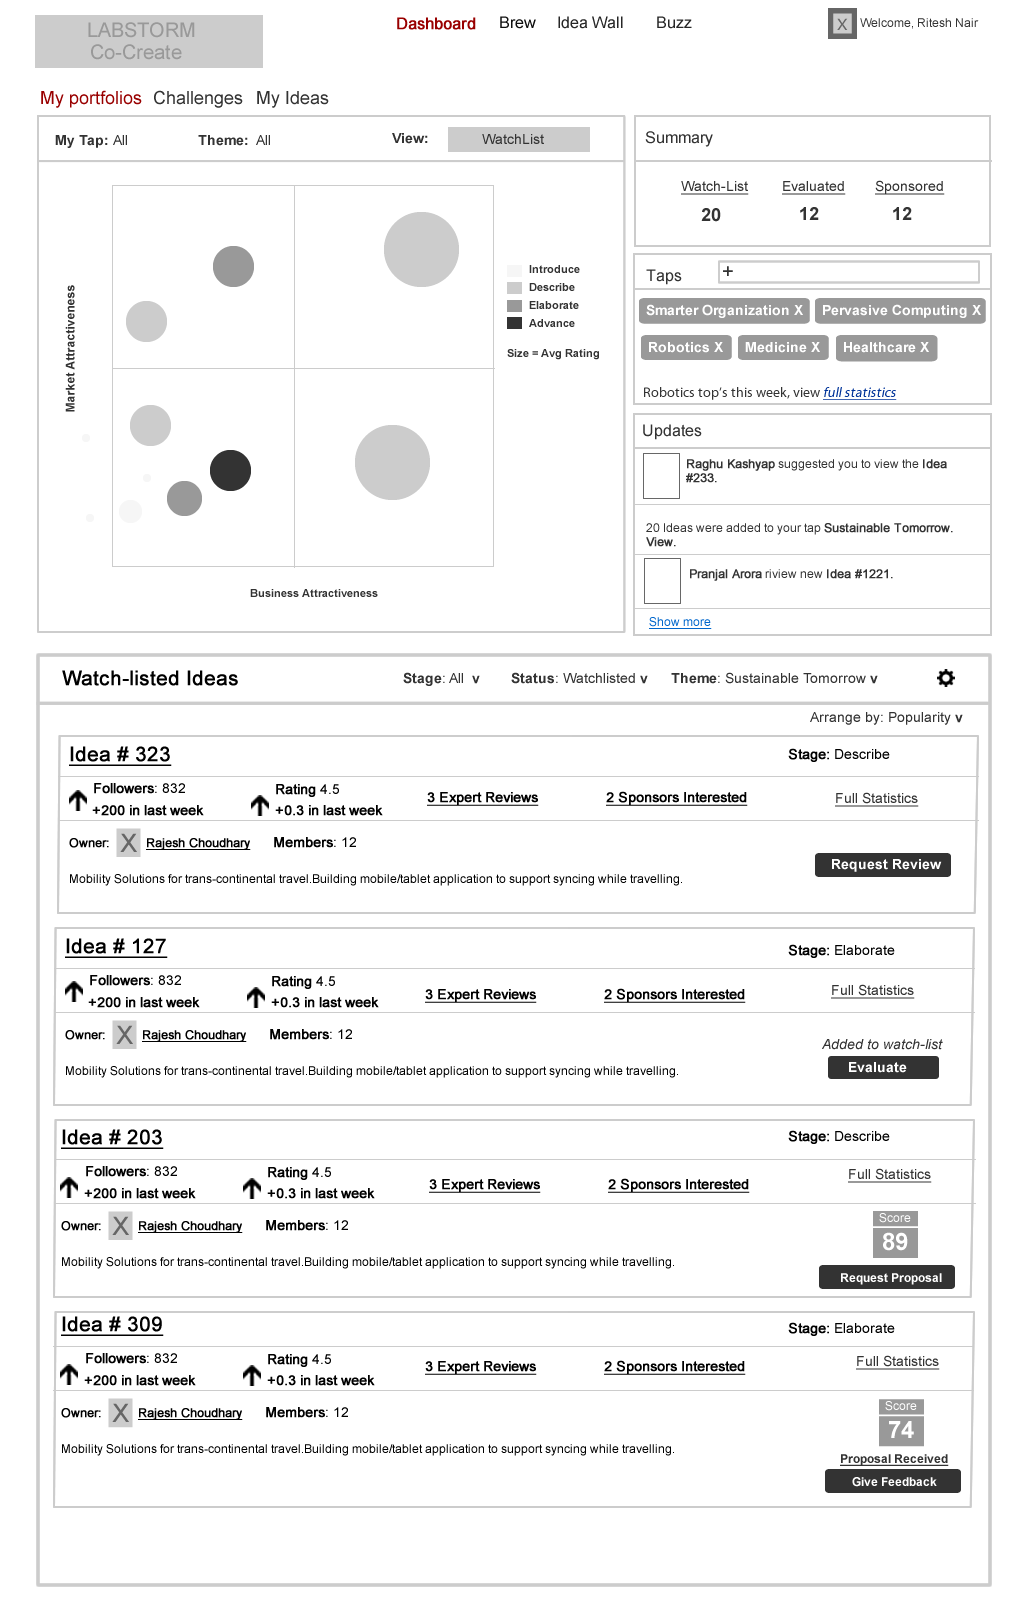 LABSTORM
Co-Create
Dashboard Brew Idea Wall Buzz
X Welcome, Ritesh Nair
My portfolios Challenges My Ideas
My Tap: All Theme: All View: WatchList
Market Attractiveness
Introduce
Describe
Elaborate
Advance
Size = Avg Rating
Business Attractiveness
Summary
Watch-List Evaluated Sponsored
20 12 12
Taps +
Smarter Organization X Pervasive Computing X
Robotics X Medicine X Healthcare X
Robotics top's this week, view full statistics
Updates
Raghu Kashyap suggested you to view the Idea
#233.
20 Ideas were added to your tap Sustainable Tomorrow.
View.
Pranjal Arora riview new Idea #1221.
Show more
Watch-listed Ideas Stage: All v Status: Watchlisted v Theme: Sustainable Tomorrow v
Arrange by: Popularity v
Idea # 323 Stage: Describe
Followers: 832 Rating 4.5
+200 in last week +0.3 in last week 3 Expert Reviews 2 Sponsors Interested Full Statistics
Owner: X Rajesh Choudhary Members: 12
Request Review
Mobility Solutions for trans-continental travel.Building mobile/tablet application to support syncing while travelling.
Idea # 127 Stage: Elaborate
Followers: 832 Rating 4.5
+200 in last week +0.3 in last week 3 Expert Reviews 2 Sponsors Interested Full Statistics
Owner: X Rajesh Choudhary Members: 12
Added to watch-list
Evaluate
Mobility Solutions for trans-continental travel.Building mobile/tablet application to support syncing while travelling.
Idea # 203 Stage: Describe
Followers: 832 Rating 4.5
+200 in last week +0.3 in last week 3 Expert Reviews 2 Sponsors Interested Full Statistics
Owner: X Rajesh Choudhary Members: 12
Score
89
Mobility Solutions for trans-continental travel.Building mobile/tablet application to support syncing while travelling.
Request Proposal
Idea # 309 Stage: Elaborate
Followers: 832 Rating 4.5
+200 in last week +0.3 in last week 3 Expert Reviews 2 Sponsors Interested Full Statistics
Owner: X Rajesh Choudhary Members: 12
Score
74
Mobility Solutions for trans-continental travel.Building mobile/tablet application to support syncing while travelling.
Proposal Received
Give Feedback